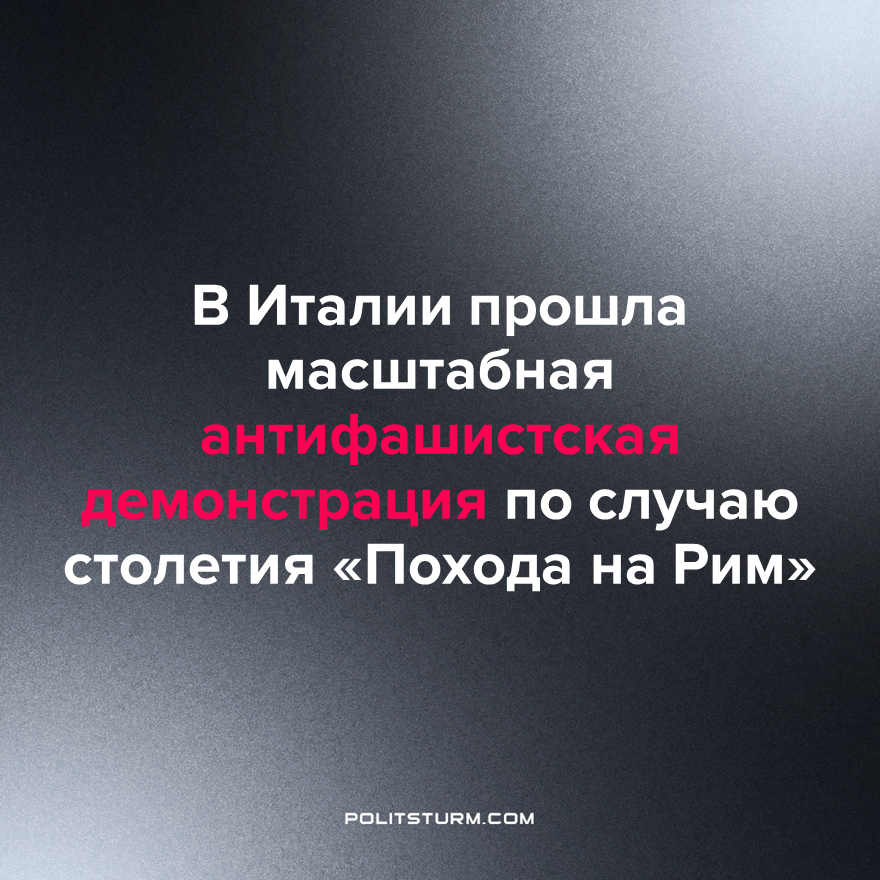 В Италии прошла
масштабная
антифашистская
демонстрация по случаю
столетия «Похода на Рим»
POLITSTURM.COM